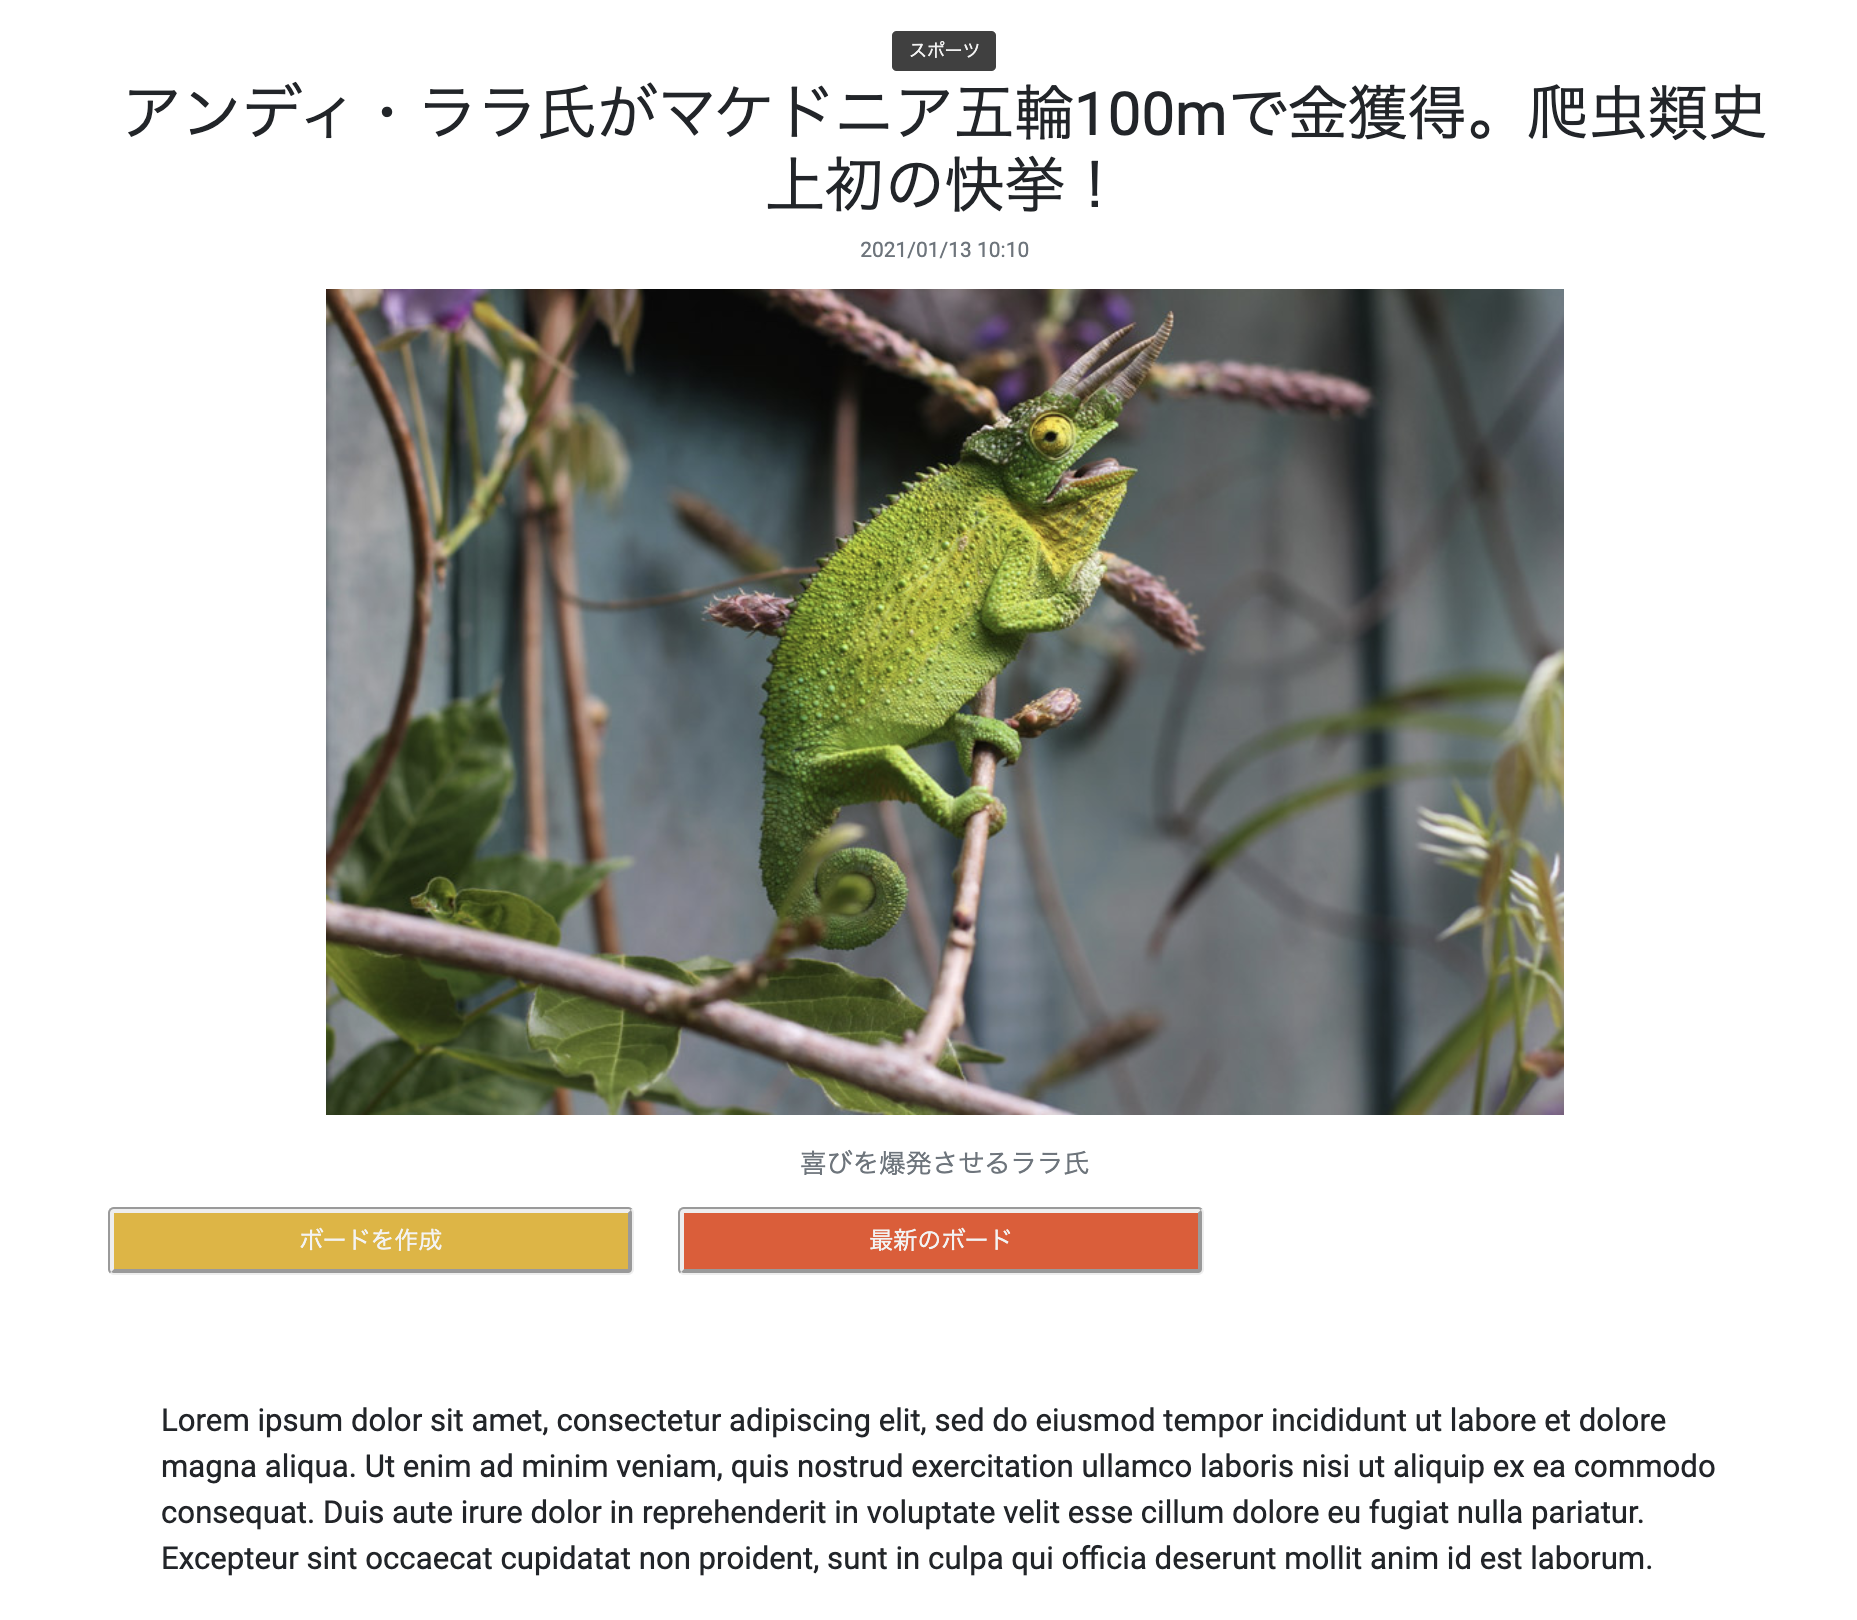 スポーツ
アンディ・ララ氏がマケドニア五輪100mで金獲得。爬虫類史
上初の快挙！
2021/01/13 10:10
喜びを爆発させるララ氏
ボードを作成
最新のボード
Lorem ipsum dolor sit amet, consectetur adipiscing elit, sed do eiusmod tempor incididunt ut labore et dolore
magna aliqua. Ut enim ad minim veniam, quis nostrud exercitation ullamco laboris nisi ut aliquip ex ea commodo
consequat. Duis aute irure dolor in reprehenderit in voluptate velit esse cillum dolore eu fugiat nulla pariatur.
Excepteur sint occaecat cupidatat non proident, sunt in culpa qui officia deserunt mollit anim id est laborum.